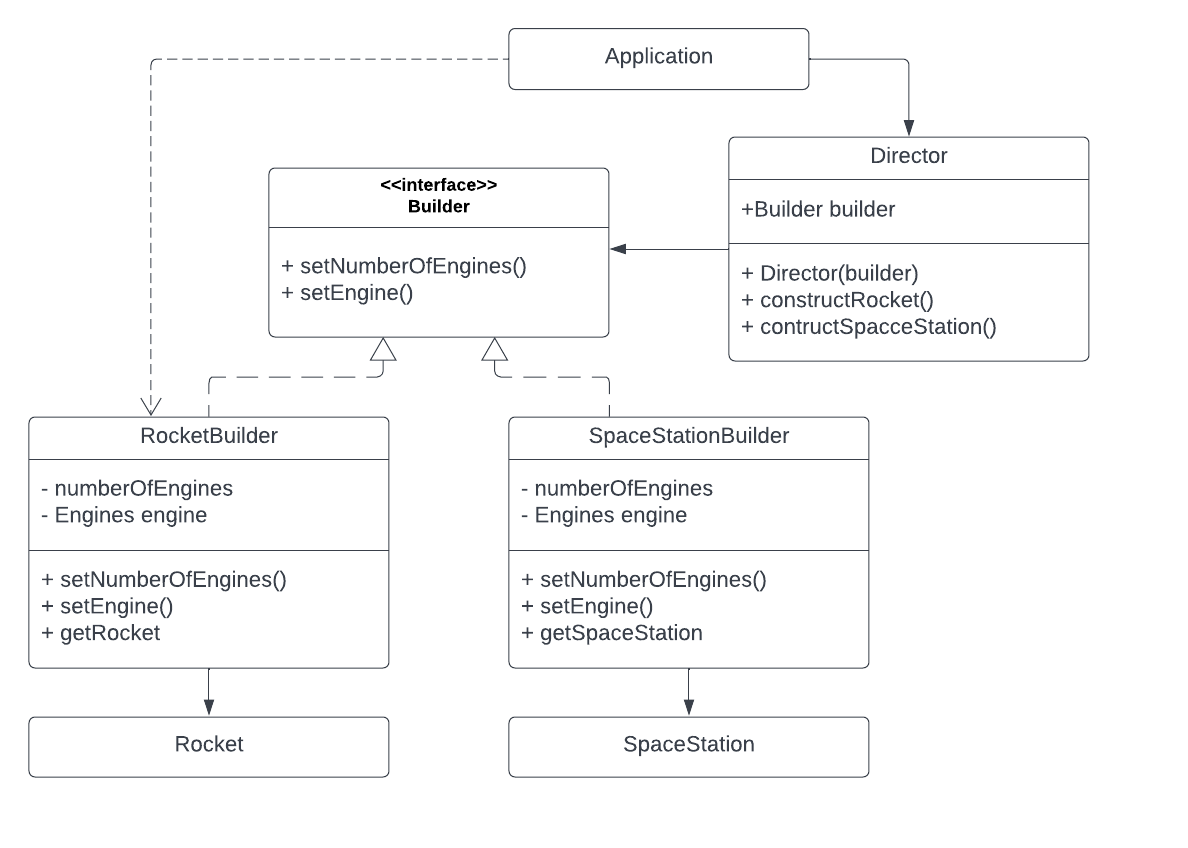 Application
Director
+Builder builder
+ Director(builder)
+ constructRocket()
+ contructSpacceStation()
<<interface>>
Builder
+ setNumberOfEngines()
+ setEngine()
RocketBuilder
- numberOfEngines
- Engines engine
+ setNumberOfEngines()
+ setEngine()
+ getRocket
SpaceStationBuilder
- numberOfEngines
- Engines engine
+ setNumberOfEngines()
+ setEngine()
+ getSpaceStation
Rocket
SpaceStation